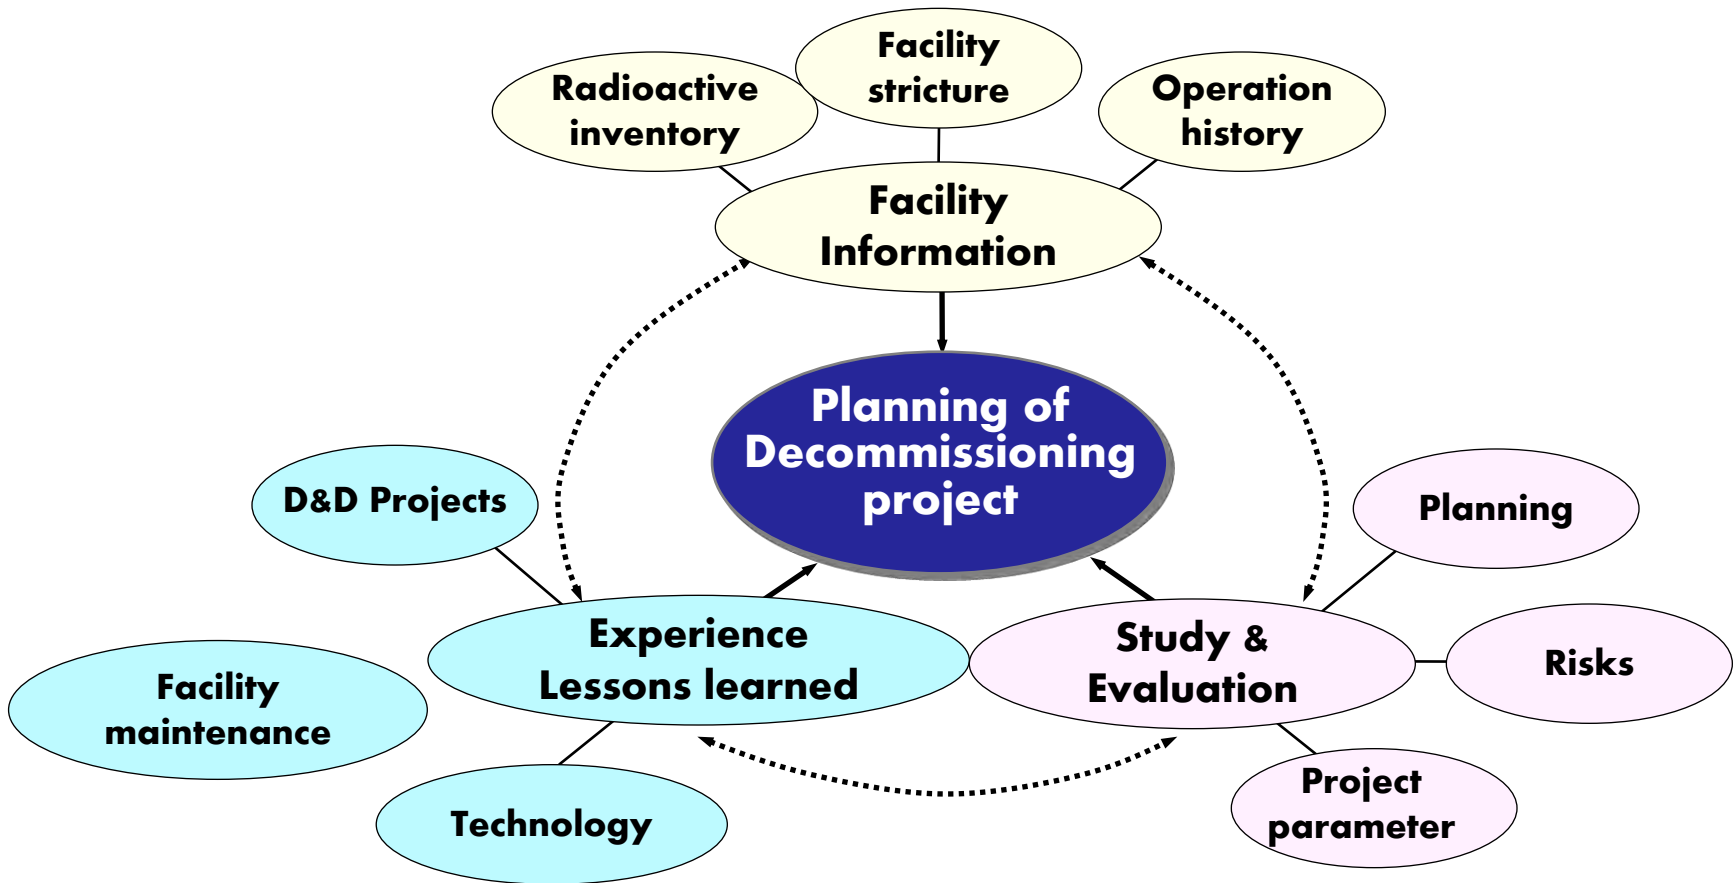 Facility
stricture
Radioactive
inventory
Operation
history
Facility
Information
Planning of
Decommissioning
project
D&D Projects
Planning
Experience
Lessons learned
Study &
Evaluation
Risks
Facility
maintenance
Technology
Project
parameter